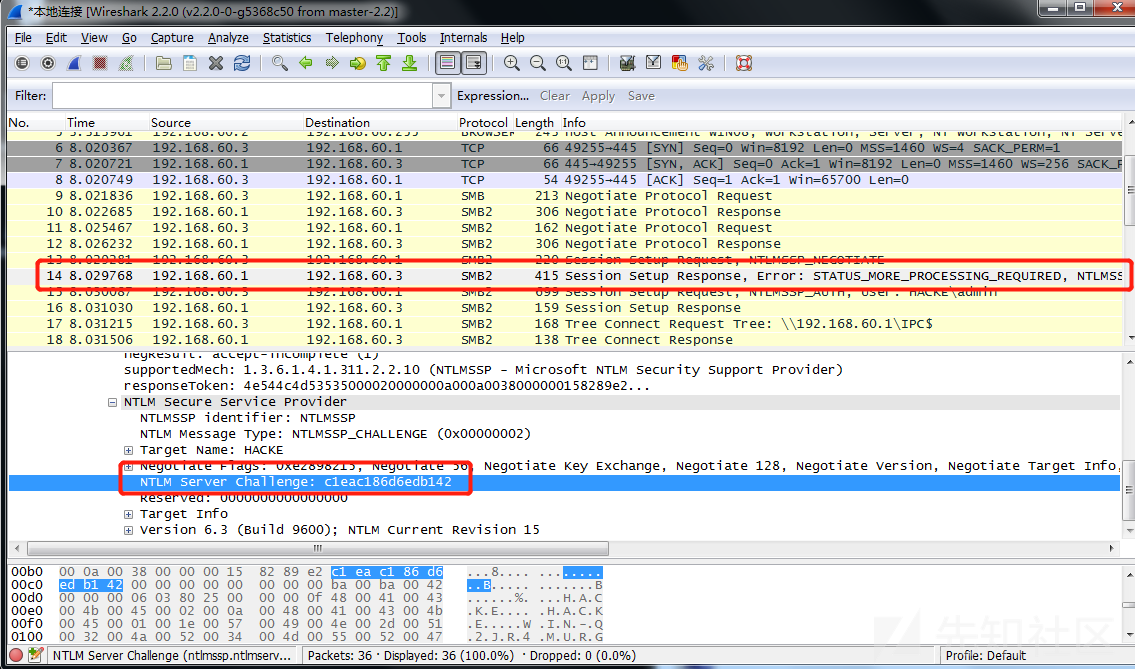 *本地连接 [Wireshark 2.2.0 (v2.2.0-0-g5368c50 from master-2.2)]
File Edit View Go Capture Analyze Statistics Telephony Tools Internals Help
Filter: Expression... Clear Apply Save
No. Time Source Destination Protocol Length Info
5 3.313961 192.168.60.2 192.168.60.255 BROWSER 243 Host Announcement WIN08, Workstation, Server, NT Workstation, NT Serve
6 8.020367 192.168.60.3 192.168.60.1 TCP 66 49255→445 [SYN] Seq=0 Win=8192 Len=0 MSS=1460 WS=4 SACK_PERM=1
7 8.020721 192.168.60.1 192.168.60.3 TCP 66 445→49255 [SYN, ACK] Seq=0 Ack=1 Win=8192 Len=0 MSS=1460 WS=256 SACK_P
8 8.020749 192.168.60.3 192.168.60.1 TCP 54 49255→445 [ACK] Seq=1 Ack=1 Win=65700 Len=0
9 8.021836 192.168.60.3 192.168.60.1 SMB 213 Negotiate Protocol Request
10 8.022685 192.168.60.1 192.168.60.3 SMB2 306 Negotiate Protocol Response
11 8.025467 192.168.60.3 192.168.60.1 SMB2 162 Negotiate Protocol Request
12 8.026232 192.168.60.1 192.168.60.3 SMB2 306 Negotiate Protocol Response
13 8.029281 192.168.60.3 192.168.60.1 SMB2 220 Session Setup Request, NTLMSSP_NEGOTIATE
14 8.029768 192.168.60.1 192.168.60.3 SMB2 415 Session Setup Response, Error: STATUS_MORE_PROCESSING_REQUIRED, NTLMSS
15 8.030087 192.168.60.3 192.168.60.1 SMB2 699 Session Setup Request, NTLMSSP_AUTH, User: HACKE\admin
16 8.031030 192.168.60.1 192.168.60.3 SMB2 159 Session Setup Response
17 8.031215 192.168.60.3 192.168.60.1 SMB2 168 Tree Connect Request Tree: \\192.168.60.1\IPC$
18 8.031506 192.168.60.1 192.168.60.3 SMB2 138 Tree Connect Response
negResult: accept-incomplete (1)
supportedMech: 1.3.6.1.4.1.311.2.2.10 (NTLMSSP - Microsoft NTLM Security Support Provider)
responseToken: 4e544c4d53535000020000000a000a0038000000158289e2...
NTLM Secure Service Provider
NTLMSSP identifier: NTLMSSP
NTLM Message Type: NTLMSSP_CHALLENGE (0x00000002)
Target Name: HACKE
Negotiate Flags: 0xe2898215, Negotiate 56, Negotiate Key Exchange, Negotiate 128, Negotiate Version, Negotiate Target Info,
NTLM Server Challenge: c1eac186d6edb142
Reserved: 0000000000000000
Target Info
Version 6.3 (Build 9600); NTLM Current Revision 15
00b0 00 0a 00 38 00 00 00 15 82 89 e2 c1 ea c1 86 d6 ...8.... ........
00c0 ed b1 42 00 00 00 00 00 00 00 00 ba 00 ba 00 42 ..B..... .......B
00d0 00 00 00 06 03 80 25 00 00 00 0f 48 00 41 00 43 ......%. ...H.A.C
00e0 00 4b 00 45 00 02 00 0a 00 48 00 41 00 43 00 4b .K.E.... .H.A.C.K
00f0 00 45 00 01 00 1e 00 57 00 49 00 4e 00 2d 00 51 .E.....W .I.N.-.Q
0100 00 32 00 4a 00 52 00 34 00 4d 00 55 00 52 00 47 .2.J.R.4 .M.U.R.G
NTLM Server Challenge (ntlmssp.ntlmserv... Packets: 36 · Displayed: 36 (100.0%) · Dropped: 0 (0.0%) Profile: Default
先知社区